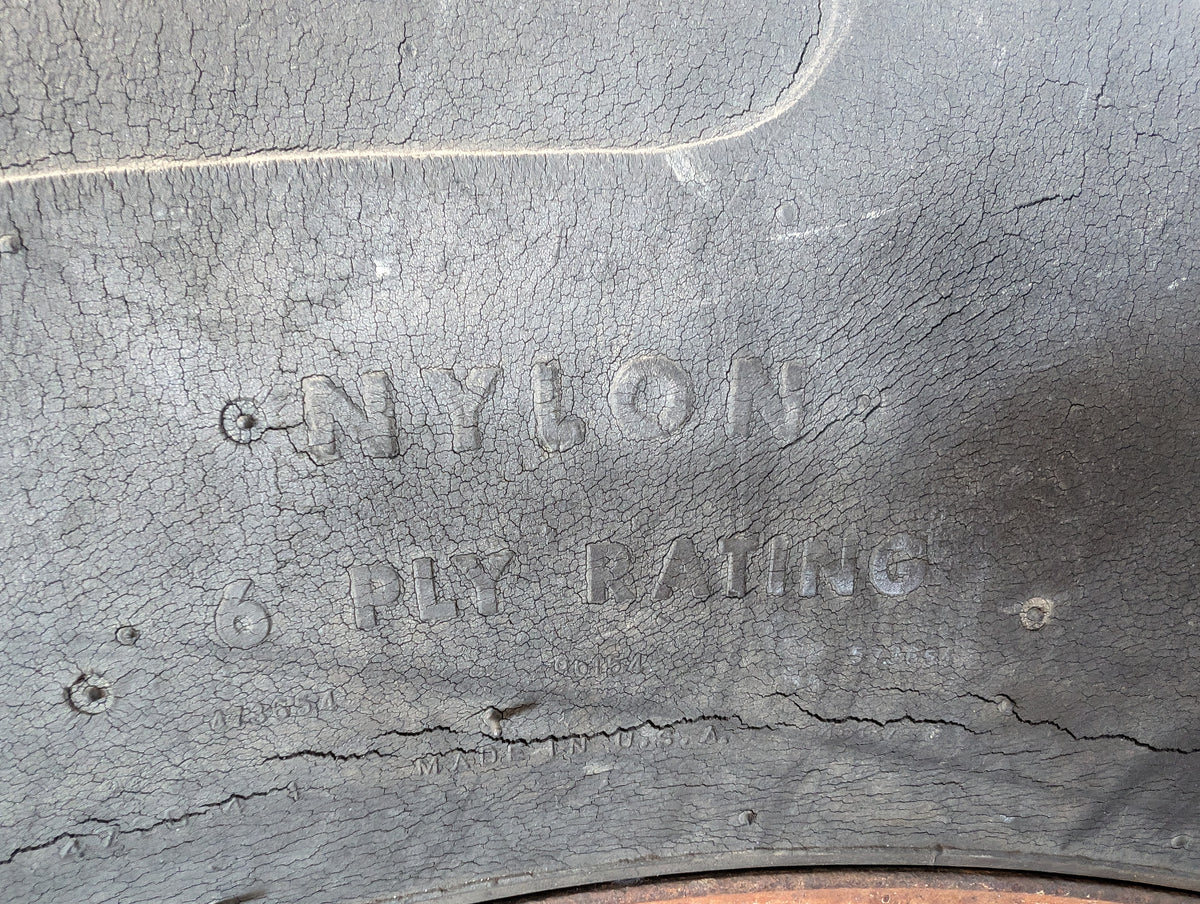 NYLON
6 PLY RATING
MADE IN U.S.A.